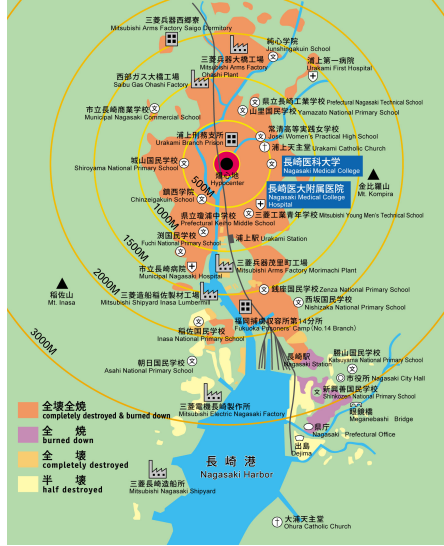 三菱兵器西郷寮
Mitsubishi Arms Factory Saigo Dormitory
純心学院
Junshingakuin School
三菱兵器大橋工場
Mitsubishi Arms Factory
Ohashi Plant
浦上第一病院
Urakami First Hospital
西部ガス大橋工場
Saibu Gas Ohashi Factory
県立長崎工業学校 Prefectural Nagasaki Technical School
市立長崎商業学校
Municipal Nagasaki Commercial School
山里国民学校 Yamazato National Primary School
浦上刑務支所
Urakami Branch Prison
常清高等実践女学校
Josei Women's Practical High School
浦上天主堂 Urakami Catholic Church
城山国民学校
Shiroyama National Primary School
長崎医科大学
Nagasaki Medical College
爆心地
Hypocenter
金比羅山
Mt. Kompira
鎮西学院
Chinzeigakuin School
500M
長崎医大附属医院
Nagasaki Medical College
Hospital
1000M
県立瓊浦中学校
Prefectural Keiho Middle School
三菱工業青年学校 Mitsubishi Young Men's Technical School
渕国民学校
Fuchi National Primary School
浦上駅 Urakami Station
1500M
市立長崎病院
Municipal Nagasaki Hospital
三菱兵器茂里町工場
Mitsubishi Arms Factory Morimachi Plant
2000M
稲佐山
Mt. Inasa
三菱造船稲佐製材工場
Mitsubishi Shipyard Inasa Lumbermill
銭座国民学校 Zenza National Primary School
西坂国民学校
Nishizaka National Primary School
福岡捕虜収容所第14分所
Fukuoka Prisoners' Camp (No.14 Branch)
稲佐国民学校
Inasa National Primary School
3000M
長崎駅
Nagasaki Station
勝山国民学校
Katsuyama National Primary School
朝日国民学校
Asahi National Primary School
市役所 Nagasaki City Hall
新興善国民学校
Shinkozen National Primary School
三菱電機長崎製作所
Mitsubishi Electric Nagasaki Factory
眼鏡橋
Meganebashi Bridge
県庁
Nagasaki Prefectural Office
出島
Dejima
全壊全焼
completely destroyed & burned down
全 焼
burned down
全 壊
completely destroyed
半 壊
half destroyed
長崎港
Nagasaki Harbor
三菱長崎造船所
Mitsubishi Nagasaki Shipyard
大浦天主堂
Oura Catholic Church